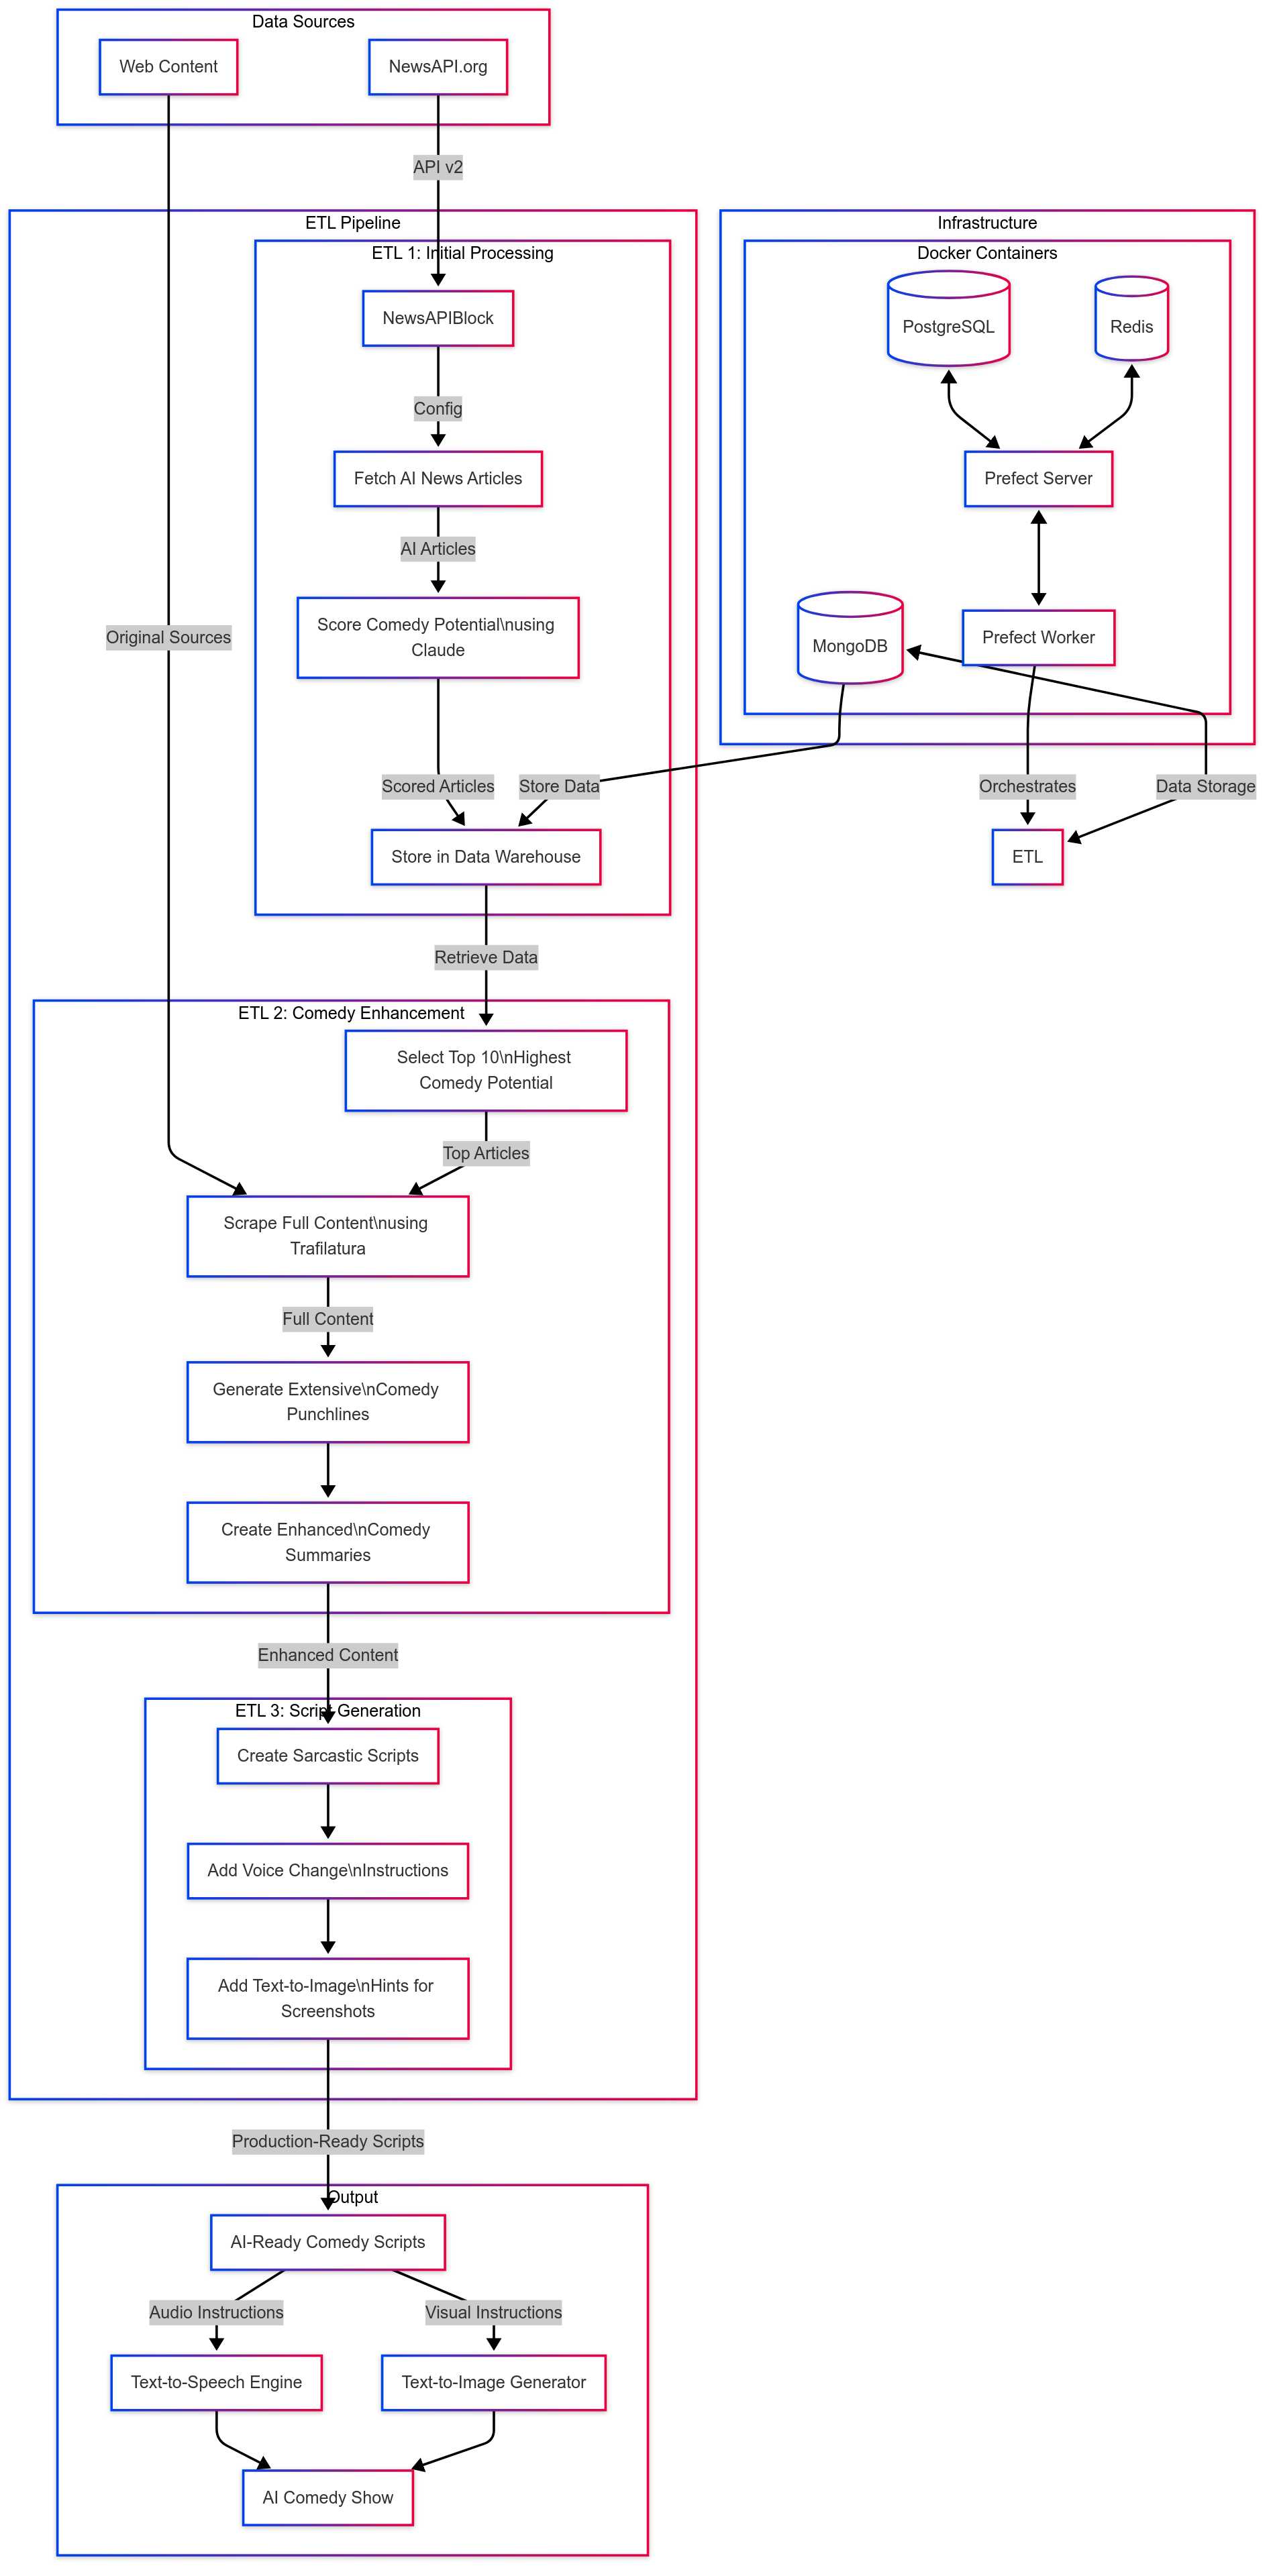 Data Sources
Web Content
NewsAPI.org
API v2
ETL Pipeline
ETL 1: Initial Processing
NewsAPIBlock
Config
Fetch AI News Articles
AI Articles
Score Comedy Potential\nusing
Claude
Original Sources
Scored Articles
Store Data
Store in Data Warehouse
Infrastructure
Docker Containers
PostgreSQL
Redis
Prefect Server
MongoDB
Prefect Worker
Orchestrates
Data Storage
ETL
Retrieve Data
ETL 2: Comedy Enhancement
Select Top 10\nHighest
Comedy Potential
Top Articles
Scrape Full Content\nusing
Trafilatura
Full Content
Generate Extensive\nComedy
Punchlines
Create Enhanced\nComedy
Summaries
Enhanced Content
ETL 3: Script Generation
Create Sarcastic Scripts
Add Voice Change\nInstructions
Add Text-to-Image\nHints for
Screenshots
Production-Ready Scripts
Output
AI-Ready Comedy Scripts
Audio Instructions
Visual Instructions
Text-to-Speech Engine
Text-to-Image Generator
AI Comedy Show